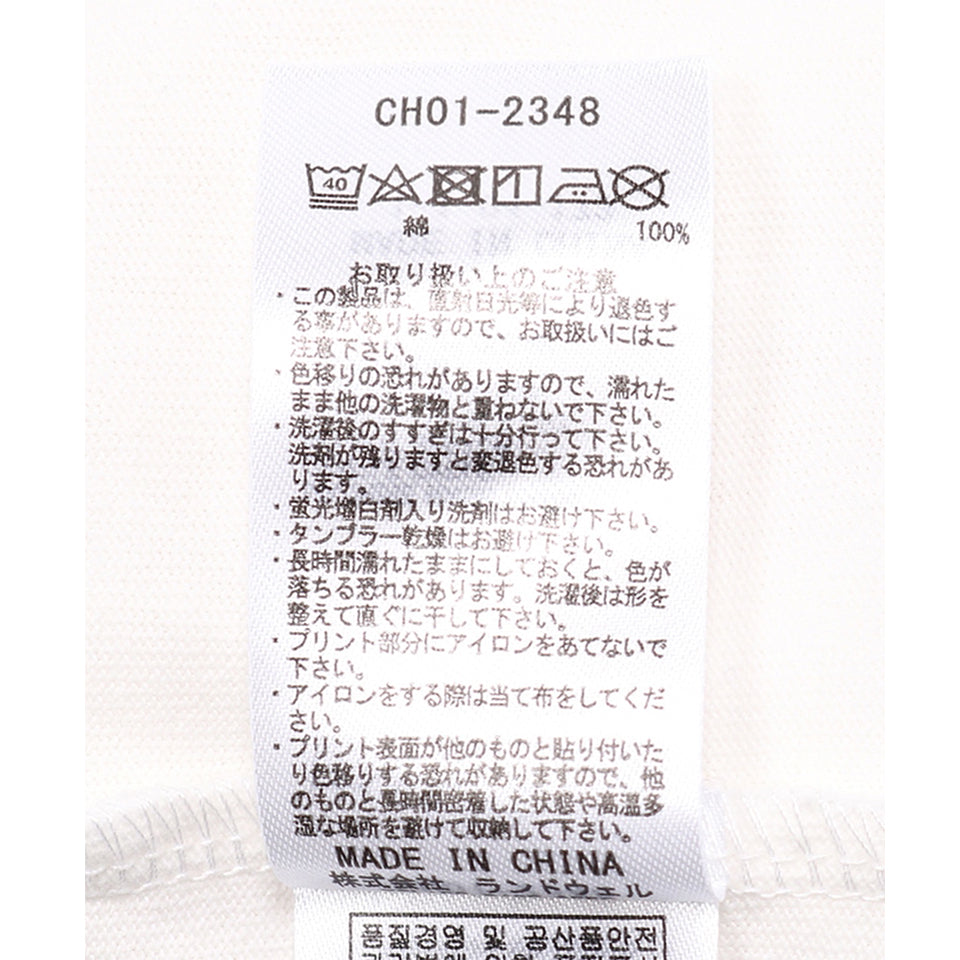 CH01-2348
40
綿 100%
お取り扱い上のご注意
・この製品は、直射日光等により退色す
る事がありますので、お取扱いにはご
注意下さい。
・色移りの恐れがありますので、濡れた
まま他の洗濯物と重ねないで下さい。
・洗濯後のすすぎは十分行って下さい。
洗剤が残りますと変退色する恐れがあ
ります。
・蛍光増白剤入り洗剤はお避け下さい。
・タンブラー乾燥はお避け下さい。
・長時間濡れたままにしておくと、色が
落ちる恐れがあります。洗濯後は形を
整えて直ぐに干して下さい。
・プリント部分にアイロンをあてないで
下さい。
・アイロンをする際は当て布をしてくだ
さい。
・プリント表面が他のものと貼り付いた
り色移りする恐れがありますので、他
のものと長時間密着した状態や高温多
湿な場所を避けて収納して下さい。
MADE IN CHINA
株式会社 ランドウェル
품질경영 및 공산품안전